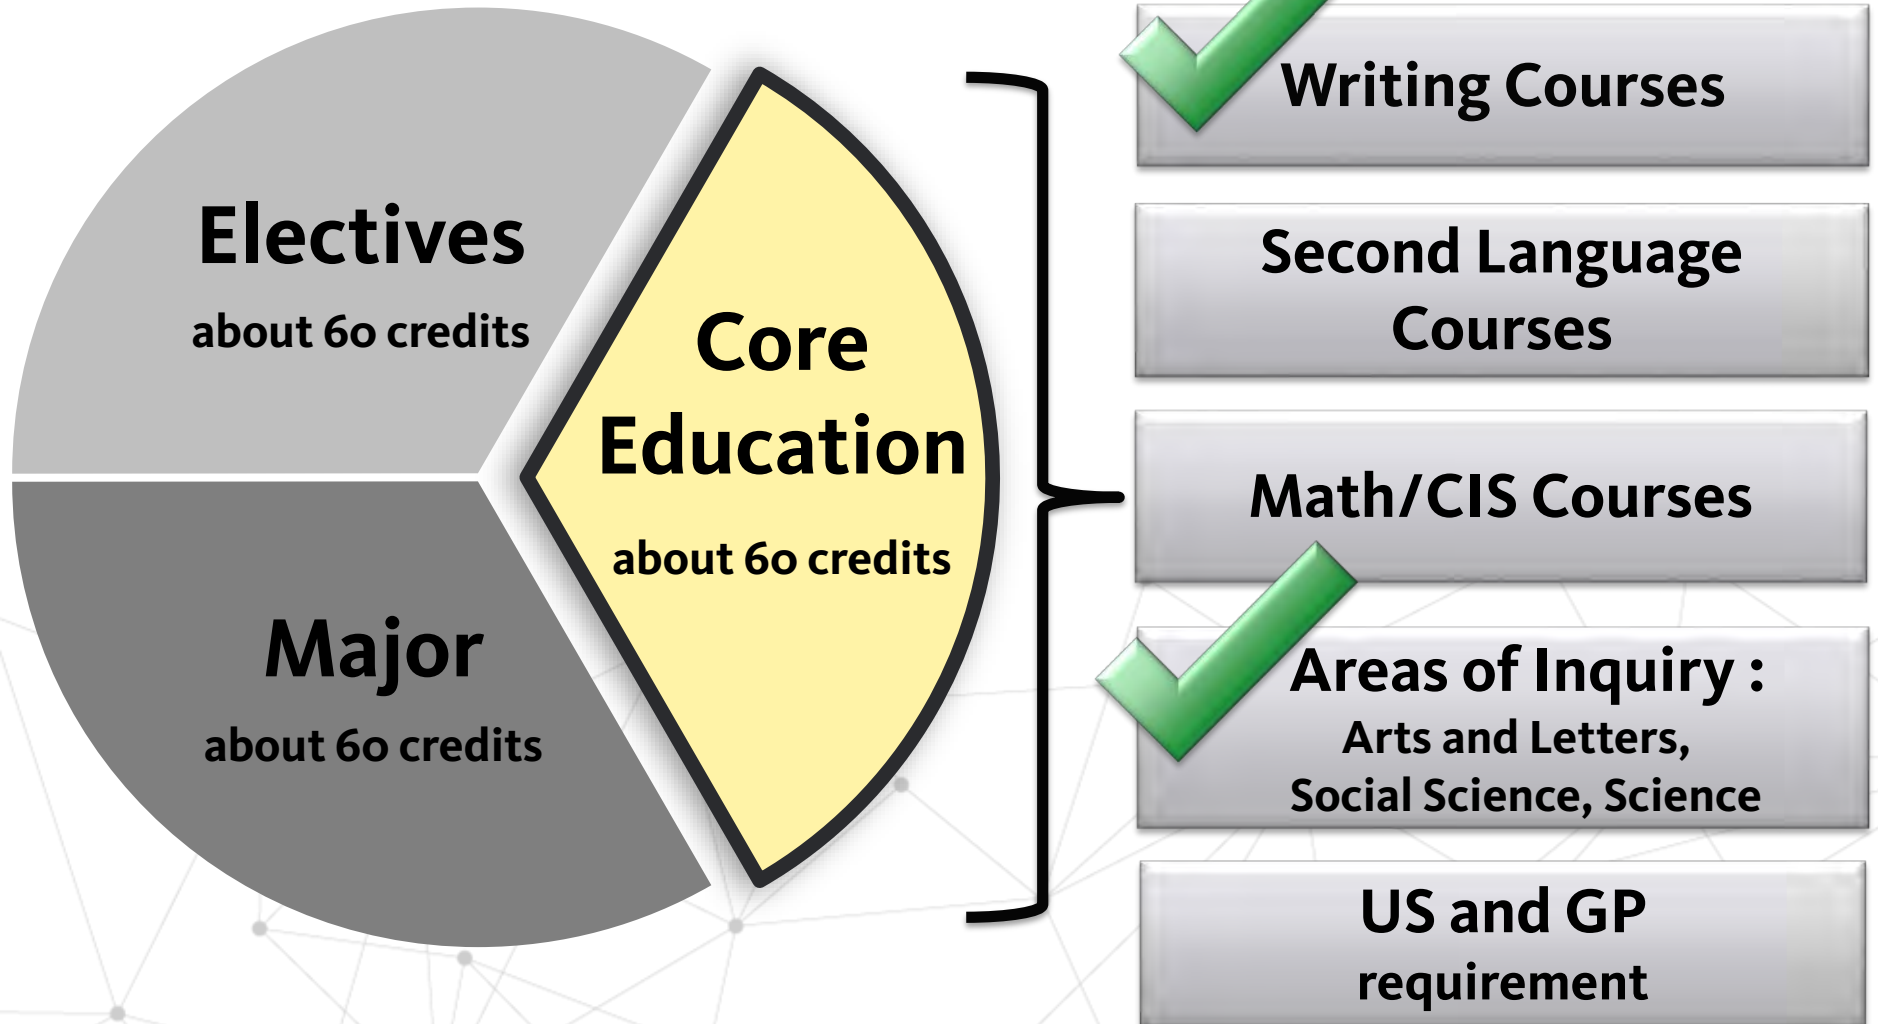 Electives
about 60 credits
Core
Education
about 60 credits
Major
about 60 credits
Writing Courses
Second Language
Courses
Math/CIS Courses
Areas of Inquiry :
Arts and Letters,
Social Science, Science
US and GP
requirement